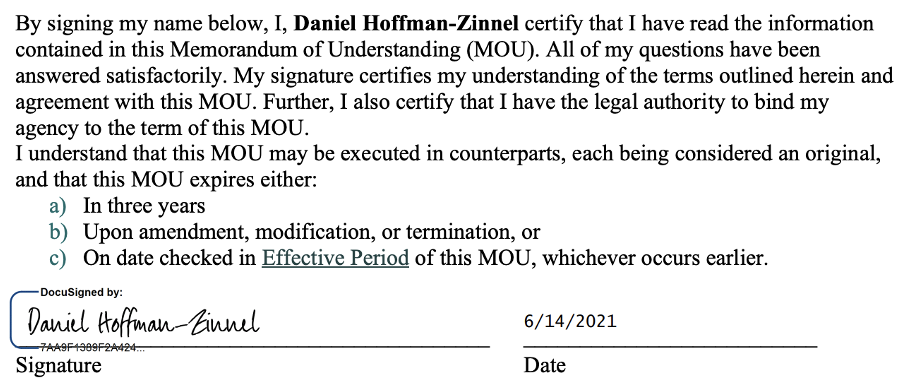 By signing my name below, I, Daniel Hoffman-Zinnel certify that I have read the information
contained in this Memorandum of Understanding (MOU). All of my questions have been
answered satisfactorily. My signature certifies my understanding of the terms outlined herein and
agreement with this MOU. Further, I also certify that I have the legal authority to bind my
agency to the term of this MOU.
I understand that this MOU may be executed in counterparts, each being considered an original,
and that this MOU expires either:
a) In three years
b) Upon amendment, modification, or termination, or
c) On date checked in Effective Period of this MOU, whichever occurs earlier.
DocuSigned by:
Daniel Hoffman-Zinnel
6/14/2021
7AA9F1389F2A424...
Signature
Date